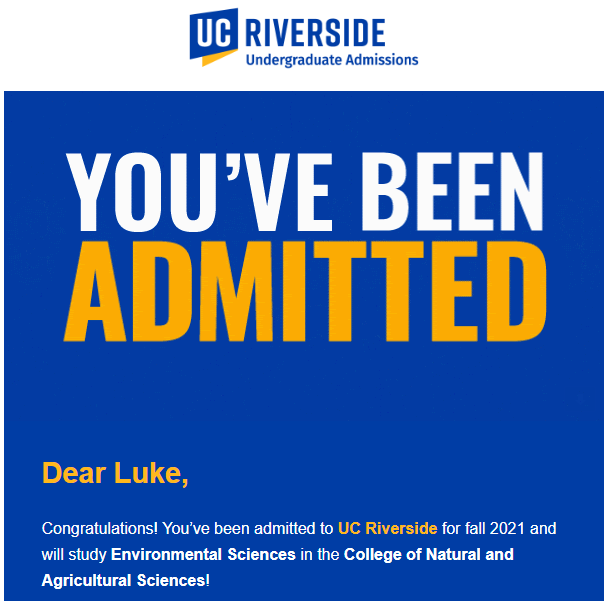 UC RIVERSIDE
Undergraduate Admissions
YOU'VE BEEN
ADMITTED
Dear Luke,
Congratulations! You've been admitted to UC Riverside for fall 2021 and
will study Environmental Sciences in the College of Natural and
Agricultural Sciences!